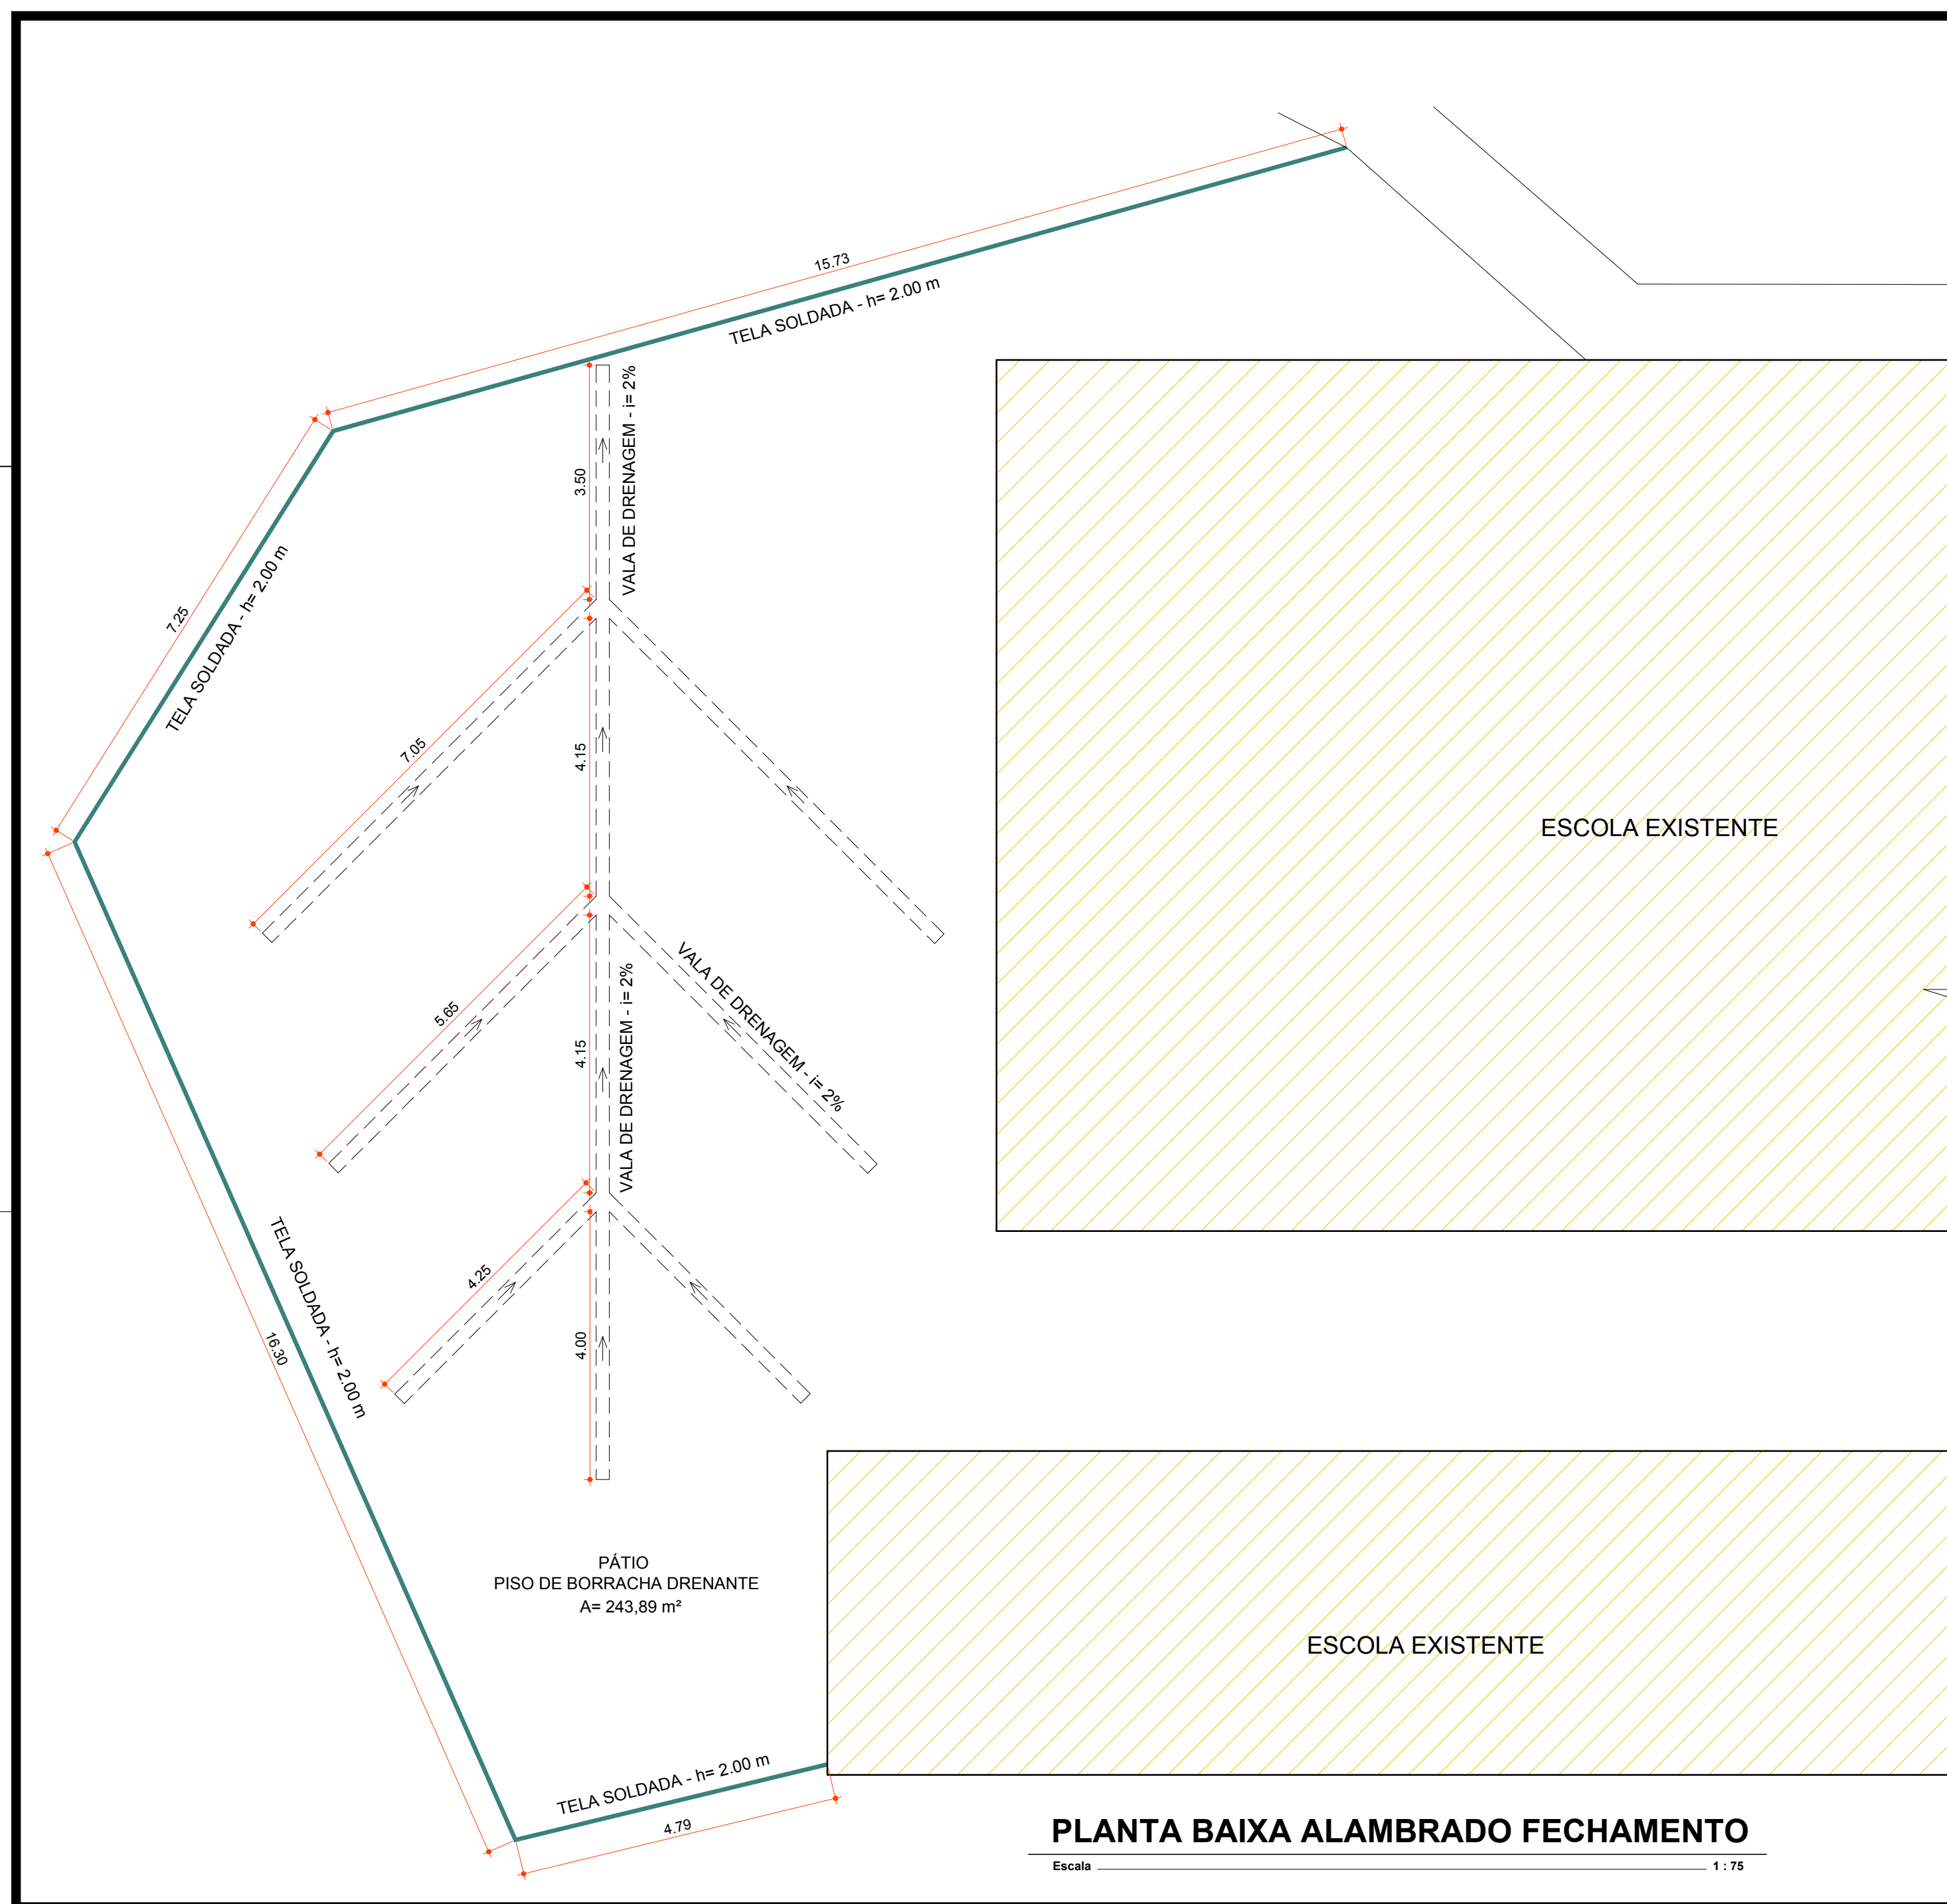 15.73
TELA SOLDADA - h= 2.00 m
VALA DE DRENAGEM - i= 2%
3.50
7.25
TELA SOLDADA - h= 2.00 m
7.05
4.15
ESCOLA EXISTENTE
5.65
4.15
VALA DE DRENAGEM - i= 2%
VALA DE DRENAGEM - i= 2%
4.25
4.00
TELA SOLDADA - h= 2.00 m
16.30
PÁTIO
PISO DE BORRACHA DRENANTE
A= 243,89 m²
ESCOLA EXISTENTE
TELA SOLDADA - h= 2.00 m
4.79
PLANTA BAIXA ALAMBRADO FECHAMENTO
Escala 1 : 75